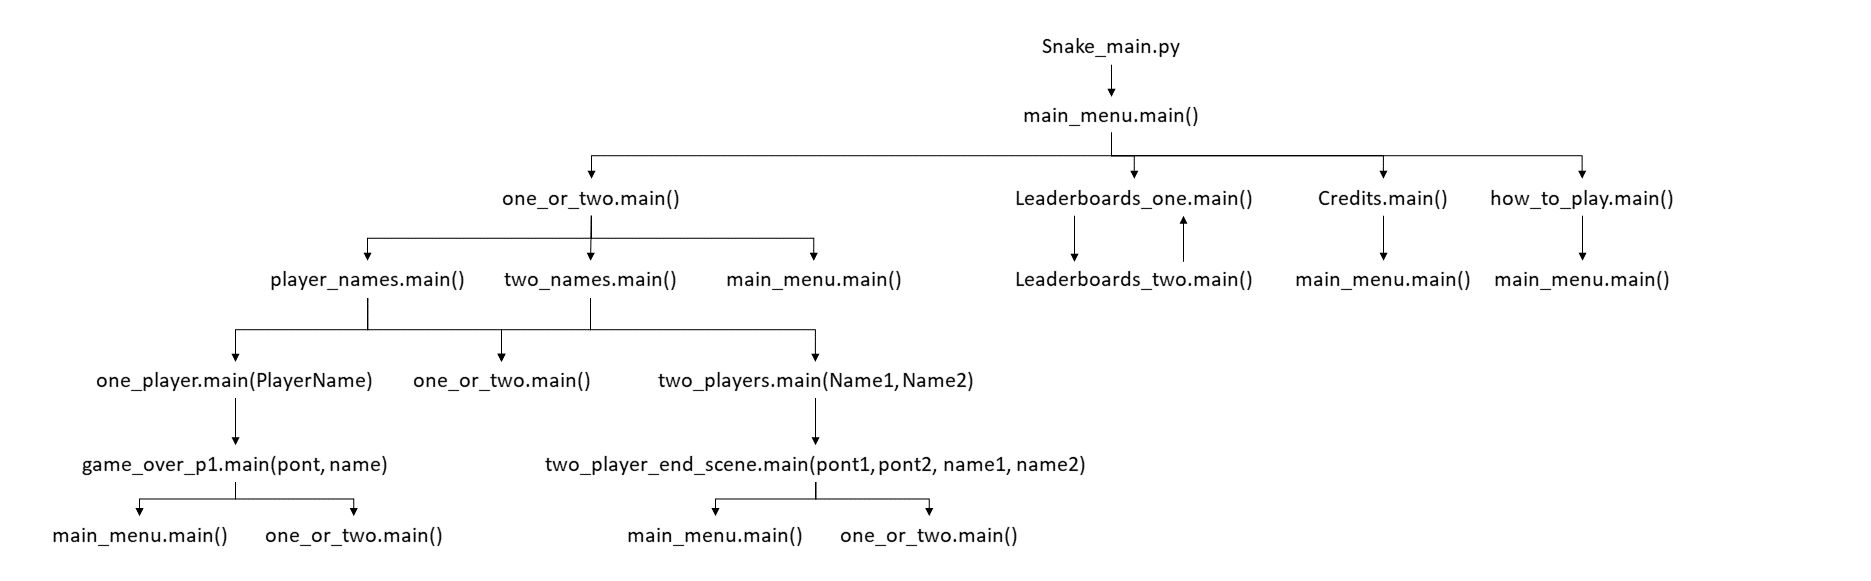 Snake_main.py
main_menu.main()
one_or_two.main()
Leaderboards_one.main()
Credits.main()
how_to_play.main()
player_names.main()
two_names.main()
main_menu.main()
Leaderboards_two.main()
main_menu.main()
main_menu.main()
one_player.main(PlayerName)
one_or_two.main()
two_players.main(Name1, Name2)
game_over_p1.main(pont, name)
two_player_end_scene.main(pont1, pont2, name1, name2)
main_menu.main()
one_or_two.main()
main_menu.main()
one_or_two.main()